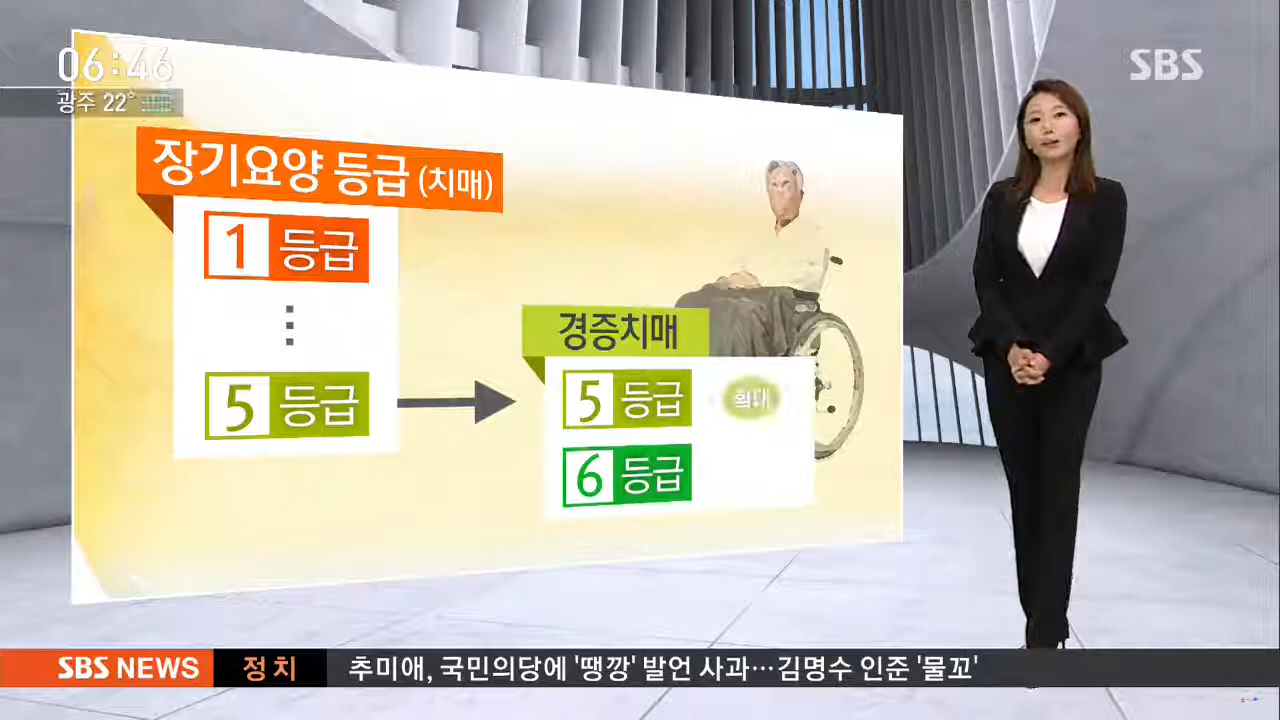 06:46
SBS
광주 22°
장기요양 등급 (치매)
1 등급
5 등급
경증치매
5 등급 확대
6 등급
SBS NEWS 정치 추미애, 국민의당에 '땡깡' 발언 사과…김명수 인준 '물꼬'